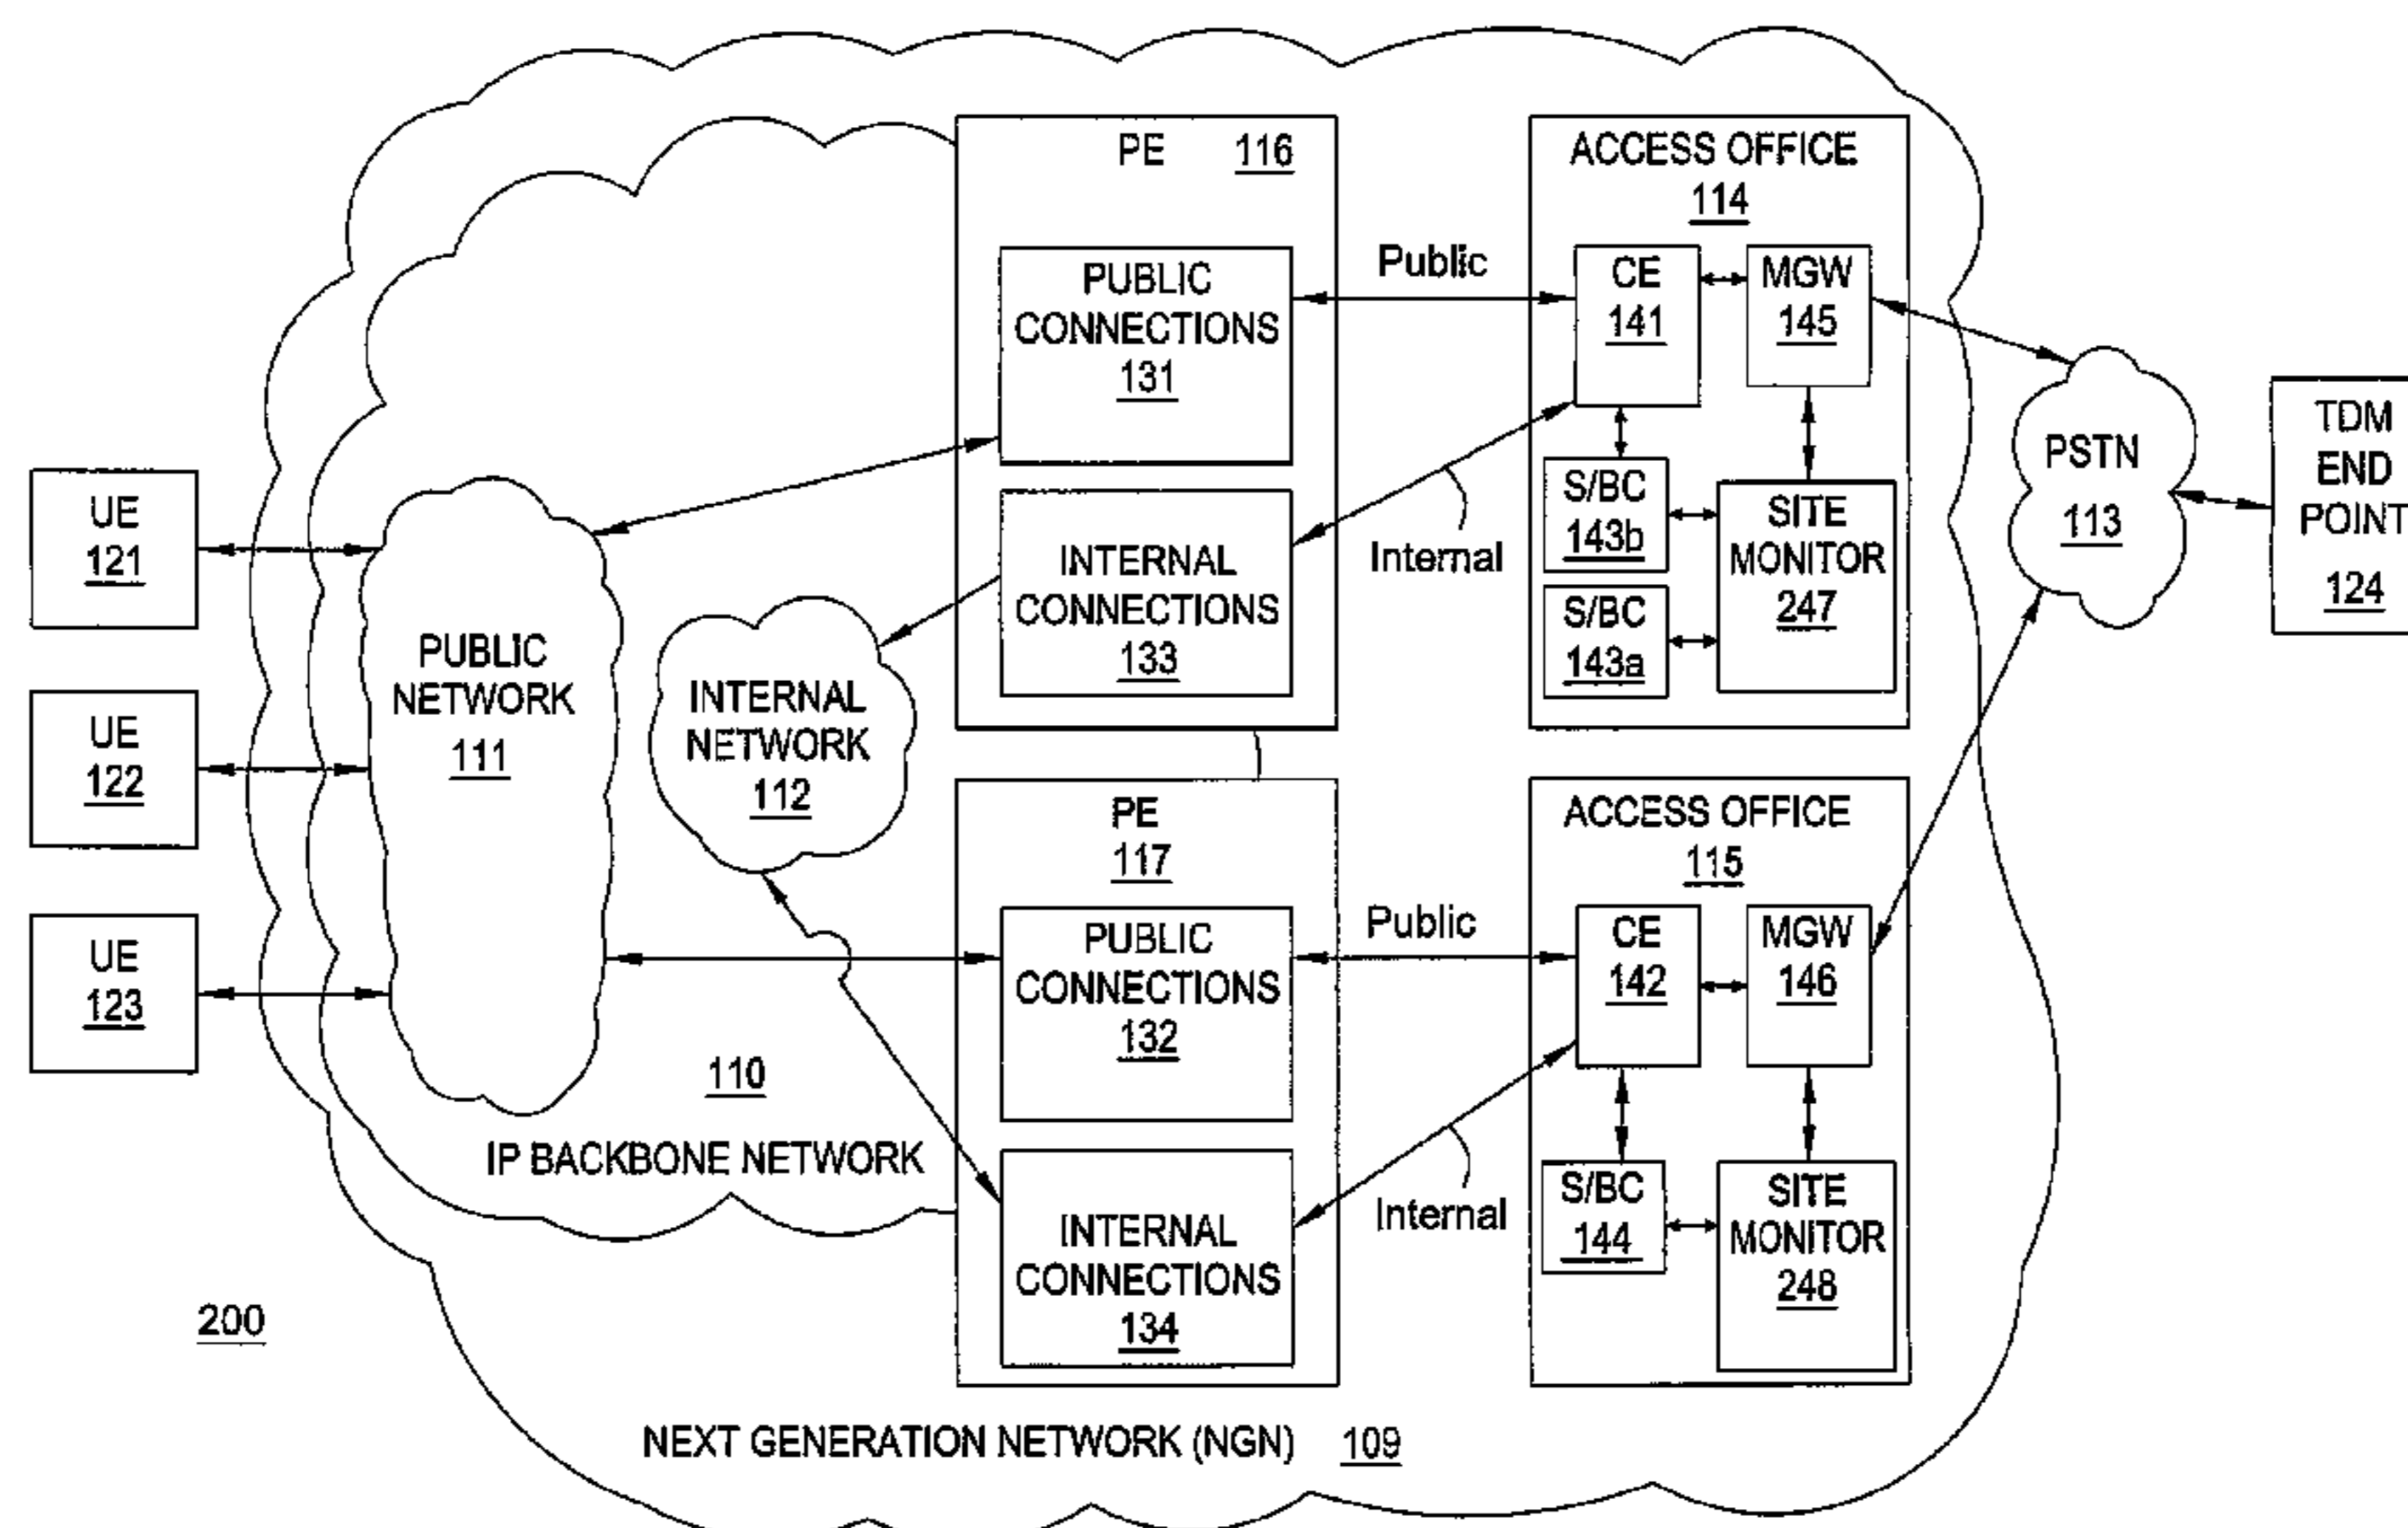 PE 116
ACCESS OFFICE
114
PUBLIC
CONNECTIONS
131
Public
CE
141
MGW
145
INTERNAL
CONNECTIONS
133
Internal
S/BC
143b
S/BC
143a
SITE
MONITOR
247
PSTN
113
TDM
END
POINT
124
UE
121
UE
122
UE
123
PUBLIC
NETWORK
111
INTERNAL
NETWORK
112
PE
117
ACCESS OFFICE
115
PUBLIC
CONNECTIONS
132
Public
CE
142
MGW
146
INTERNAL
CONNECTIONS
134
Internal
S/BC
144
SITE
MONITOR
248
110
IP BACKBONE NETWORK
200
NEXT GENERATION NETWORK (NGN) 109